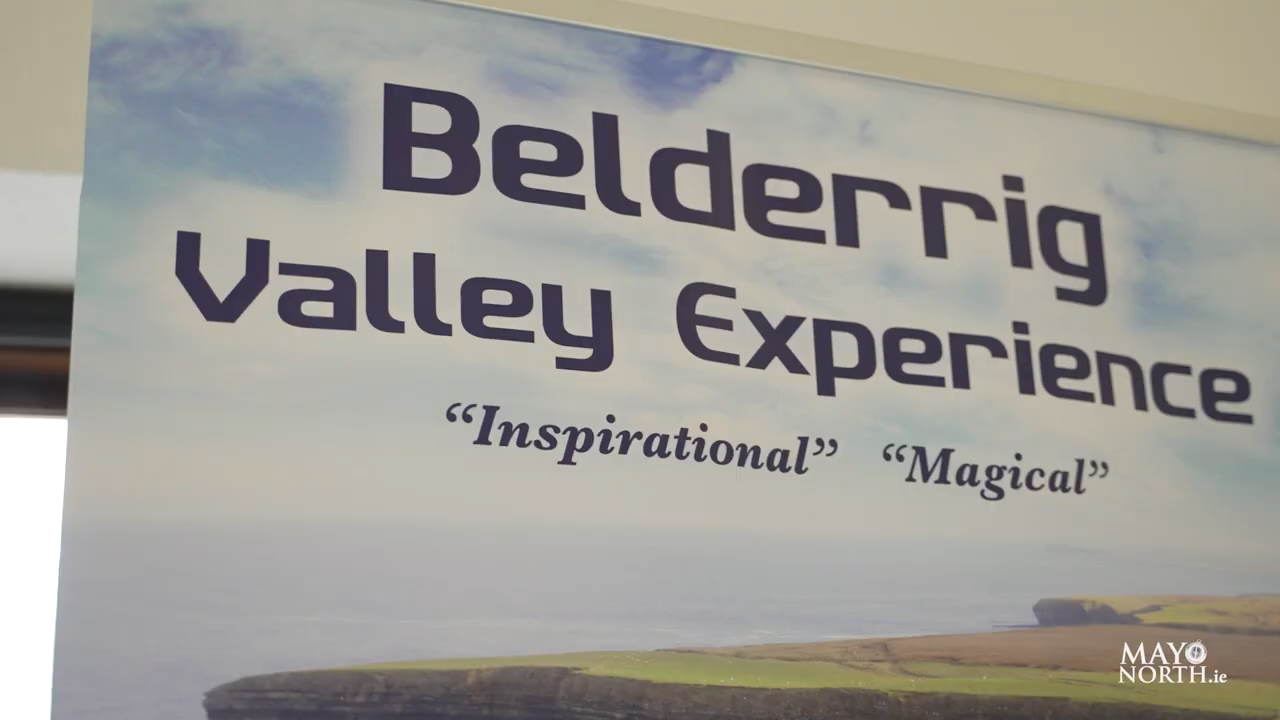 Belderrig
Valley Experience
“Inspirational” “Magical”
MAYO
NORTH.ie